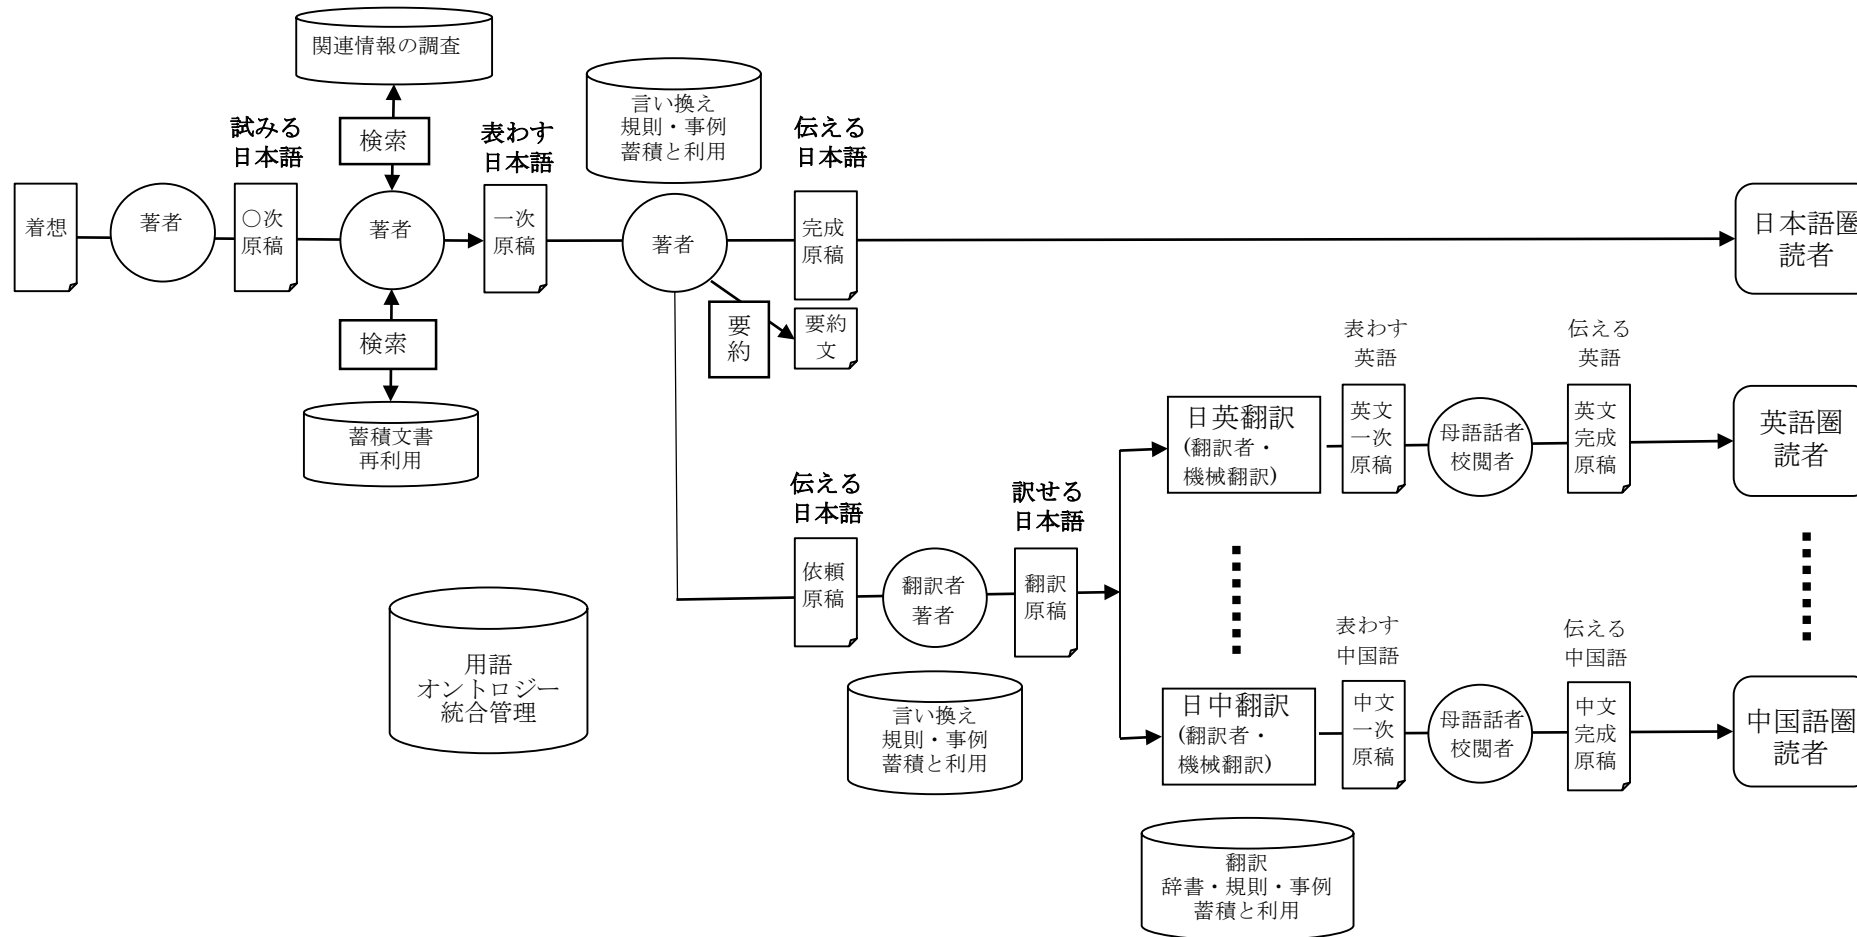 関連情報の調査
検索
試みる
日本語
表わす
日本語
言い換え
規則・事例
蓄積と利用
伝える
日本語
着想
著者
〇次
原稿
著者
一次
原稿
著者
完成
原稿
日本語圏
読者
検索
要
約
要約
文
蓄積文書
再利用
表わす
英語
伝える
英語
日英翻訳
(翻訳者・
機械翻訳)
英文
一次
原稿
母語話者
校閲者
英文
完成
原稿
英語圏
読者
伝える
日本語
訳せる
日本語
依頼
原稿
翻訳者
著者
翻訳
原稿
用語
オントロジー
統合管理
言い換え
規則・事例
蓄積と利用
表わす
中国語
伝える
中国語
日中翻訳
(翻訳者・
機械翻訳)
中文
一次
原稿
母語話者
校閲者
中文
完成
原稿
中国語圏
読者
翻訳
辞書・規則・事例
蓄積と利用